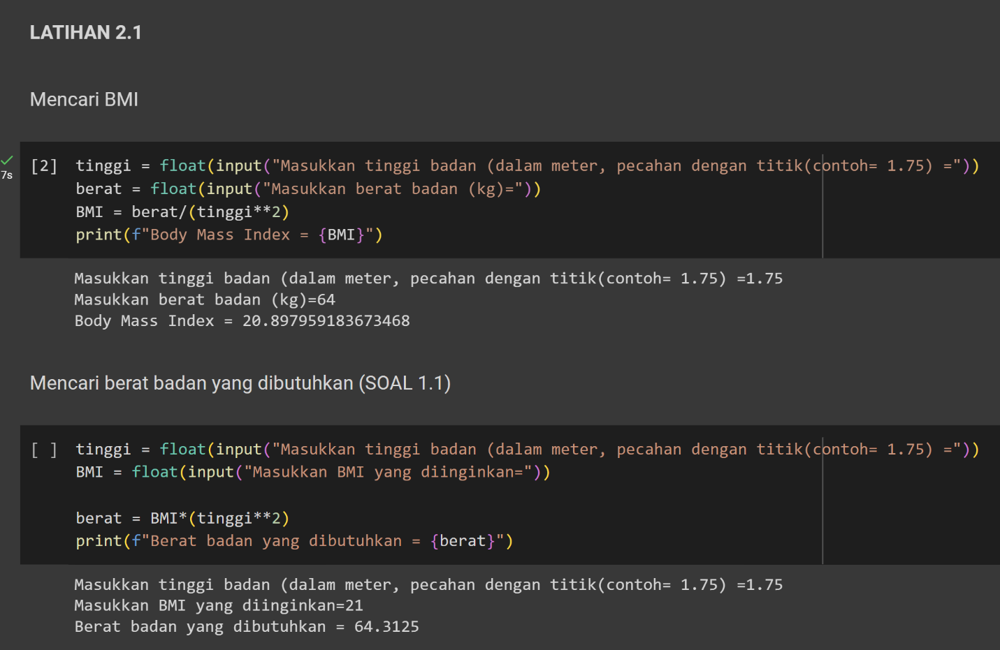 LATIHAN 2.1
Mencari BMI
7s
[2] tinggi = float(input("Masukkan tinggi badan (dalam meter, pecahan dengan titik(contoh= 1.75) ="))
berat = float(input("Masukkan berat badan (kg)="))
BMI = berat/(tinggi**2)
print(f"Body Mass Index = {BMI}")
Masukkan tinggi badan (dalam meter, pecahan dengan titik(contoh= 1.75) =1.75
Masukkan berat badan (kg)=64
Body Mass Index = 20.897959183673468
Mencari berat badan yang dibutuhkan (SOAL 1.1)
[ ] tinggi = float(input("Masukkan tinggi badan (dalam meter, pecahan dengan titik(contoh= 1.75) ="))
BMI = float(input("Masukkan BMI yang diinginkan="))
berat = BMI*(tinggi**2)
print(f"Berat badan yang dibutuhkan = {berat}")
Masukkan tinggi badan (dalam meter, pecahan dengan titik(contoh= 1.75) =1.75
Masukkan BMI yang diinginkan=21
Berat badan yang dibutuhkan = 64.3125